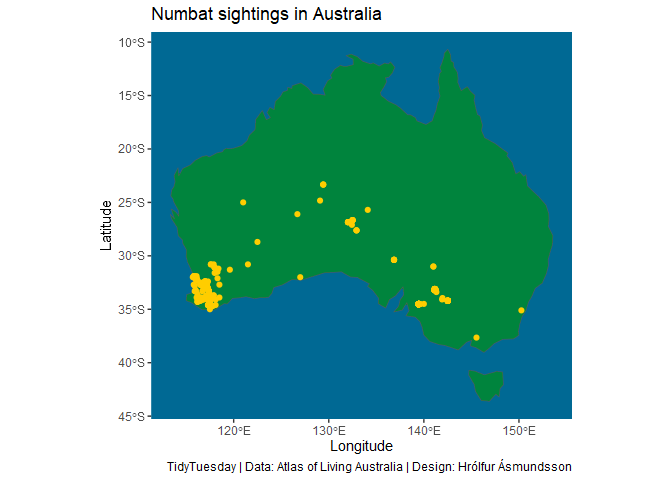 Numbat sightings in Australia
10°S
15°S
20°S
25°S
30°S
35°S
40°S
45°S
Latitude
120°E 130°E 140°E 150°E
Longitude
TidyTuesday | Data: Atlas of Living Australia | Design: Hrólfur Ásmundsson